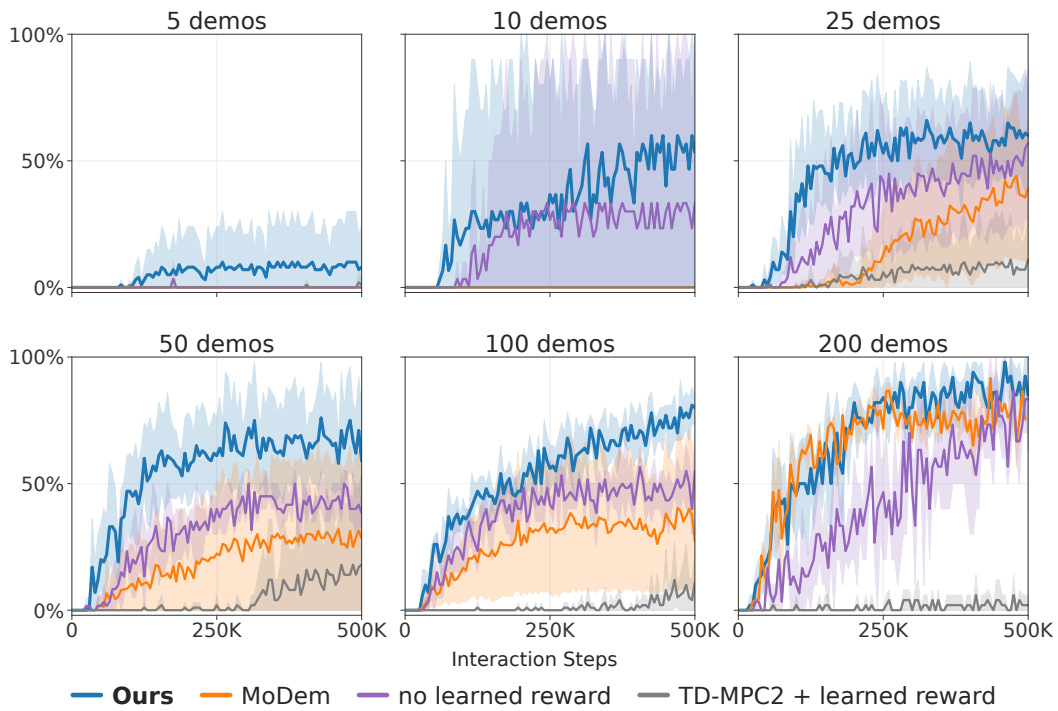 5 demos
10 demos
25 demos
100%
50%
0%
50 demos
100 demos
200 demos
100%
50%
0%
0
250K
500K
0
250K
500K
0
250K
500K
Interaction Steps
Ours MoDem no learned reward TD-MPC2 + learned reward